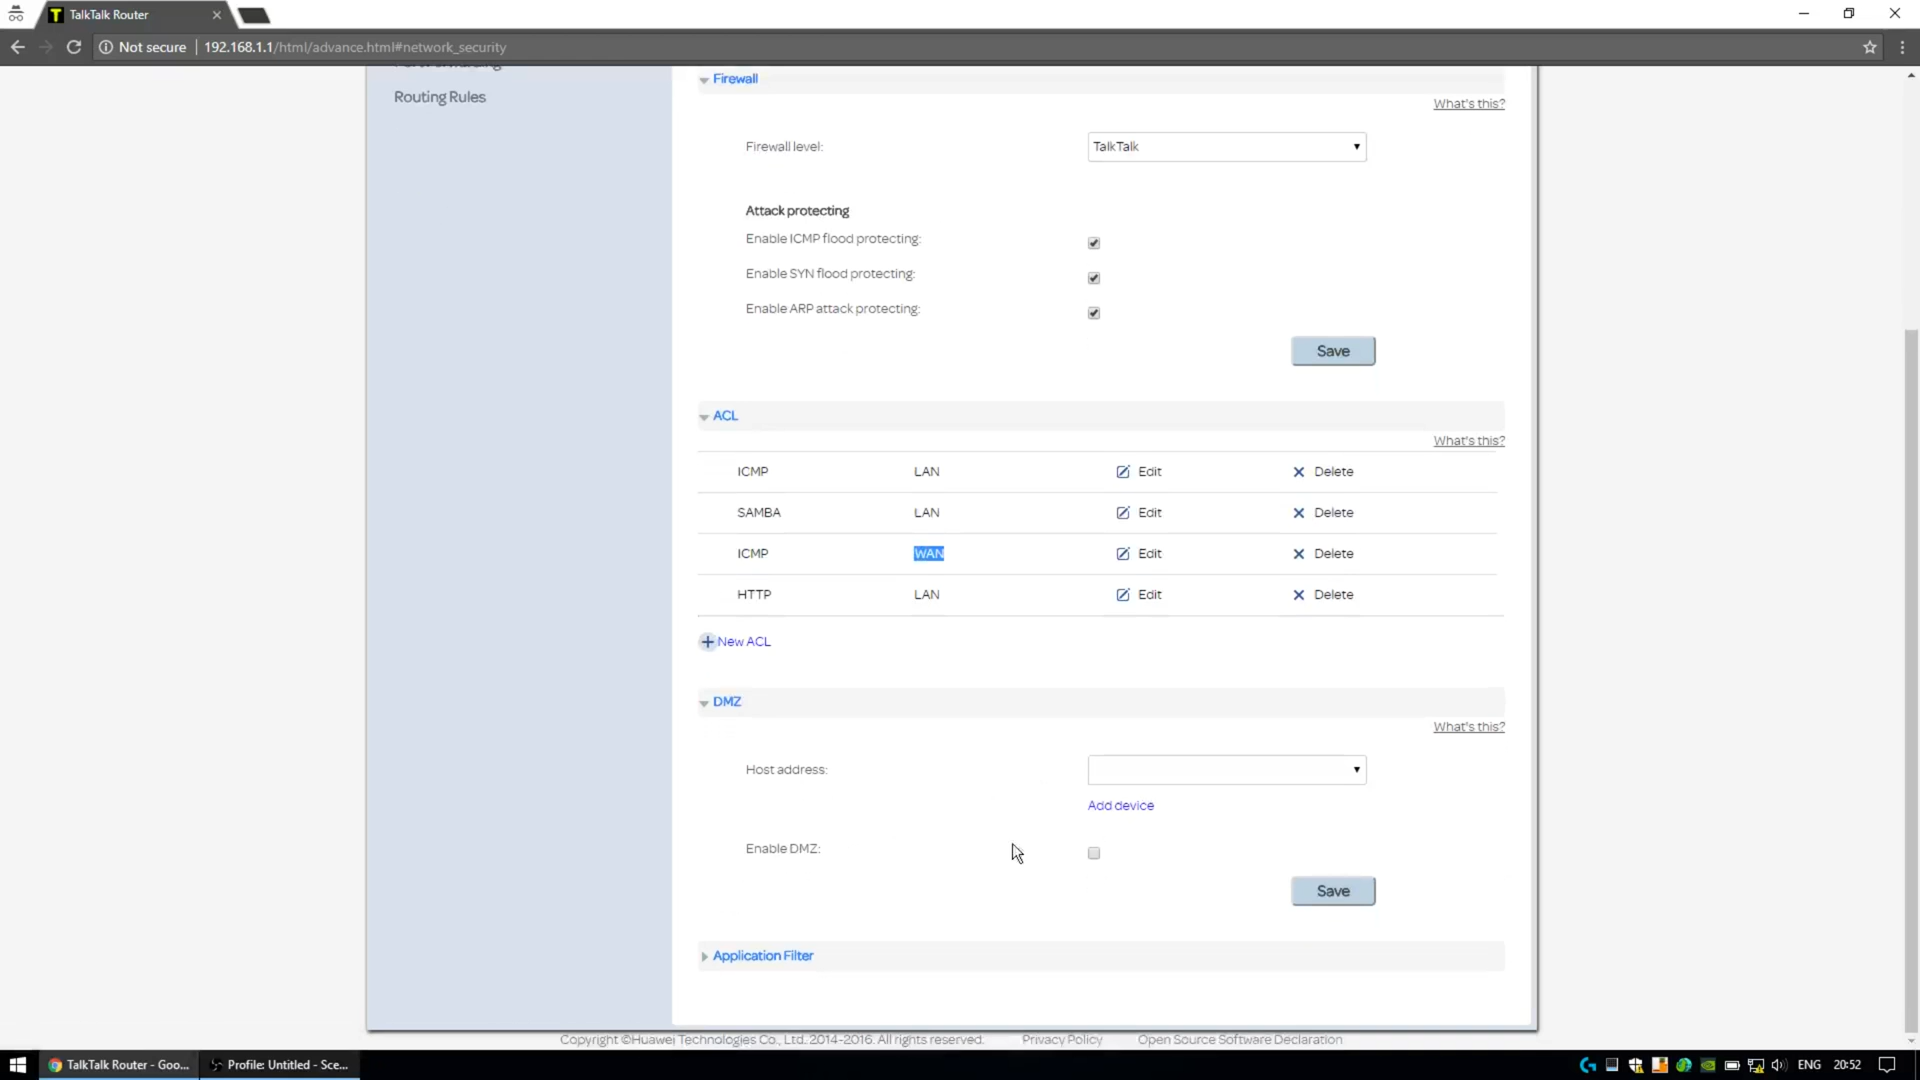 TalkTalk Router
Not secure | 192.168.1.1/html/advance.html#network_security
Routing Rules
Firewall
What's this?
Firewall level: TalkTalk
Attack protecting
Enable ICMP flood protecting:
Enable SYN flood protecting:
Enable ARP attack protecting:
Save
ACL
What's this?
ICMP LAN Edit Delete
SAMBA LAN Edit Delete
ICMP WAN Edit Delete
HTTP LAN Edit Delete
New ACL
DMZ
What's this?
Host address:
Add device
Enable DMZ:
Save
Application Filter
Copyright ©Huawei Technologies Co., Ltd. 2014-2016. All rights reserved. Privacy Policy Open Source Software Declaration
TalkTalk Router - Goo... Profile: Untitled - Sce... ENG 20:52